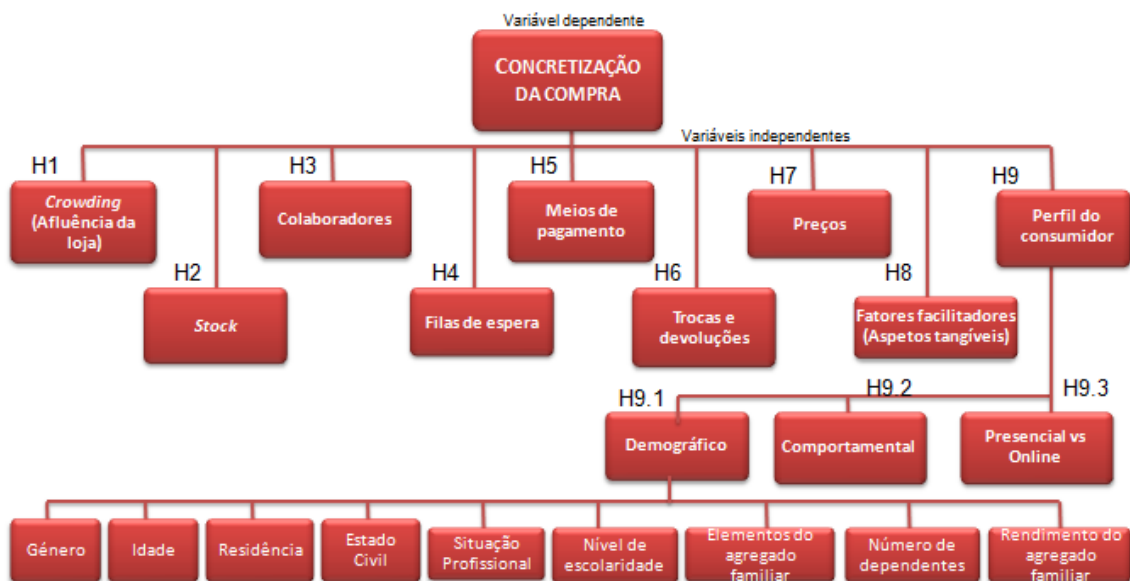 Variável dependente
CONCRETIZAÇÃO
DA COMPRA
Variáveis independentes
H1
Crowding
(Afluência da
loja)
H2
Stock
H3
Colaboradores
H4
Filas de espera
H5
Meios de
pagamento
H6
Trocas e
devoluções
H7
Preços
H8
Fatores facilitadores
(Aspetos tangíveis)
H9
Perfil do
consumidor
H9.1
Demográfico
H9.2
Comportamental
H9.3
Presencial vs
Online
Género
Idade
Residência
Estado
Civil
Situação
Profissional
Nível de
escolaridade
Elementos do
agregado
familiar
Número de
dependentes
Rendimento do
agregado
familiar